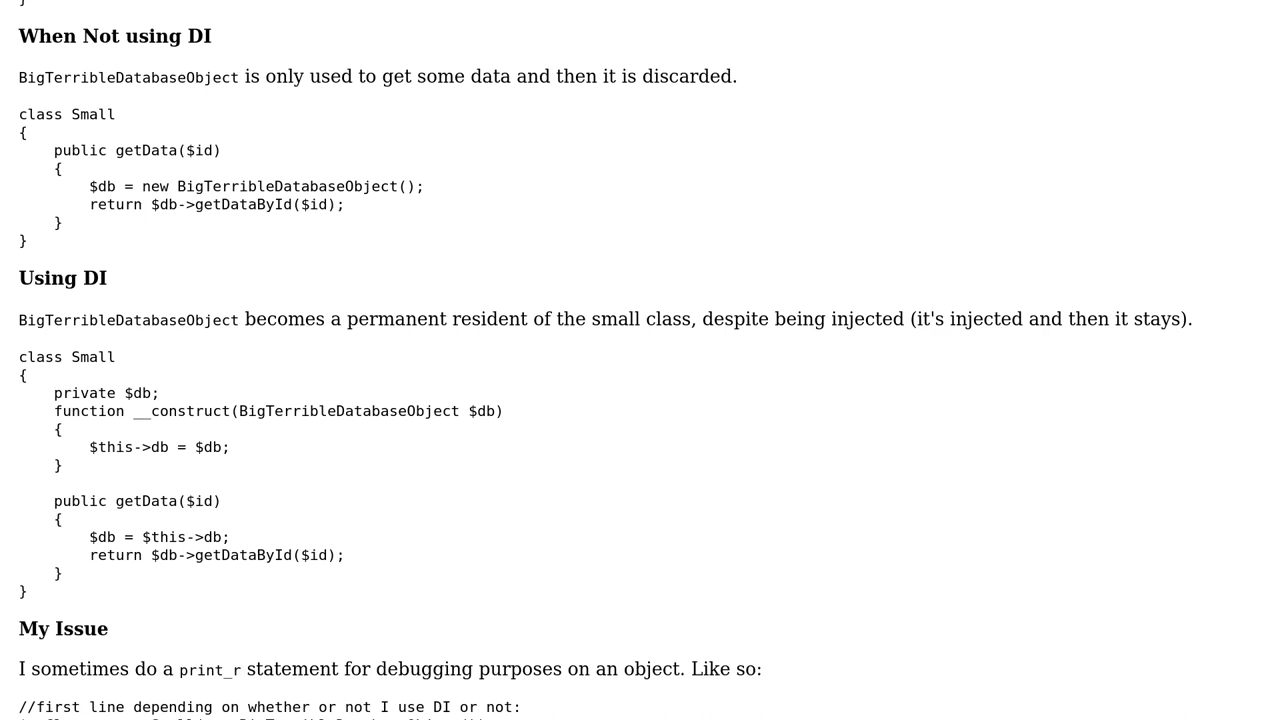 }
When Not using DI
BigTerribleDatabaseObject is only used to get some data and then it is discarded.
class Small
{
    public getData($id)
    {
        $db = new BigTerribleDatabaseObject();
        return $db->getDataById($id);
    }
}
Using DI
BigTerribleDatabaseObject becomes a permanent resident of the small class, despite being injected (it's injected and then it stays).
class Small
{
    private $db;
    function __construct(BigTerribleDatabaseObject $db)
    {
        $this->db = $db;
    }

    public getData($id)
    {
        $db = $this->db;
        return $db->getDataById($id);
    }
}
My Issue
I sometimes do a print_r statement for debugging purposes on an object. Like so:
//first line depending on whether or not I use DI or not: